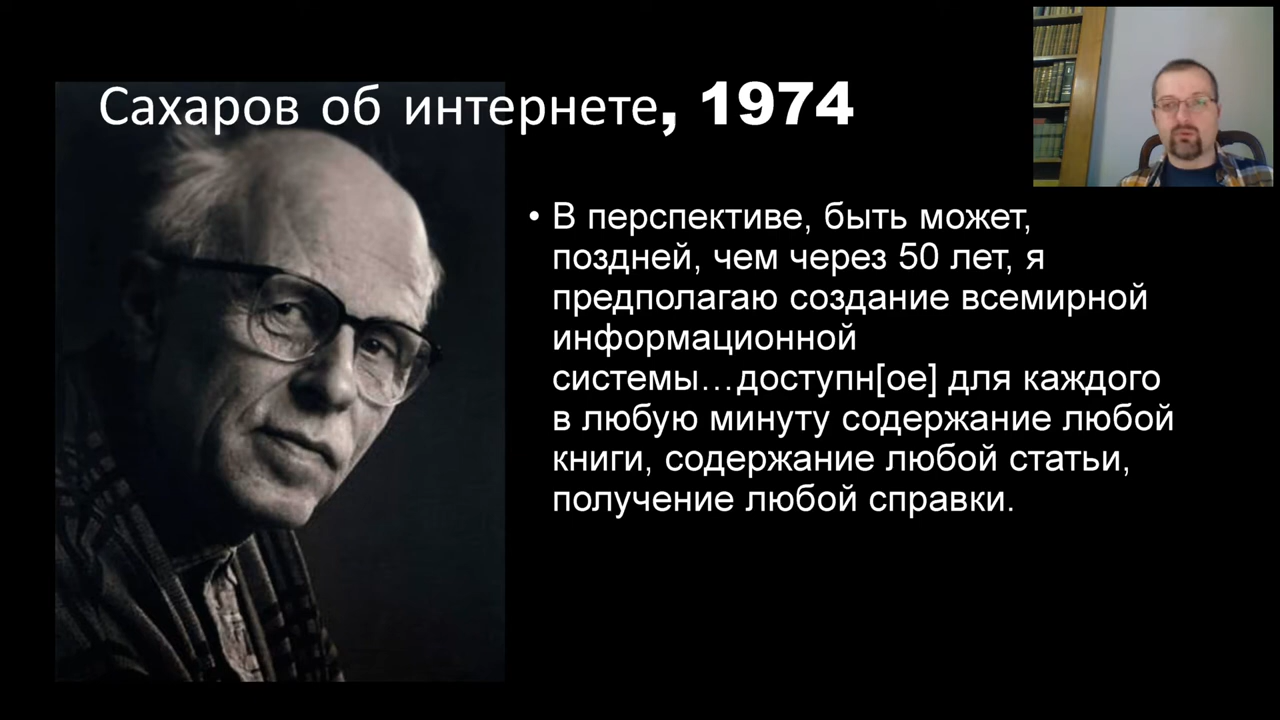 Сахаров об интернете, 1974
• В перспективе, быть может,
поздней, чем через 50 лет, я
предполагаю создание всемирной
информационной
системы…доступн[ое] для каждого
в любую минуту содержание любой
книги, содержание любой статьи,
получение любой справки.